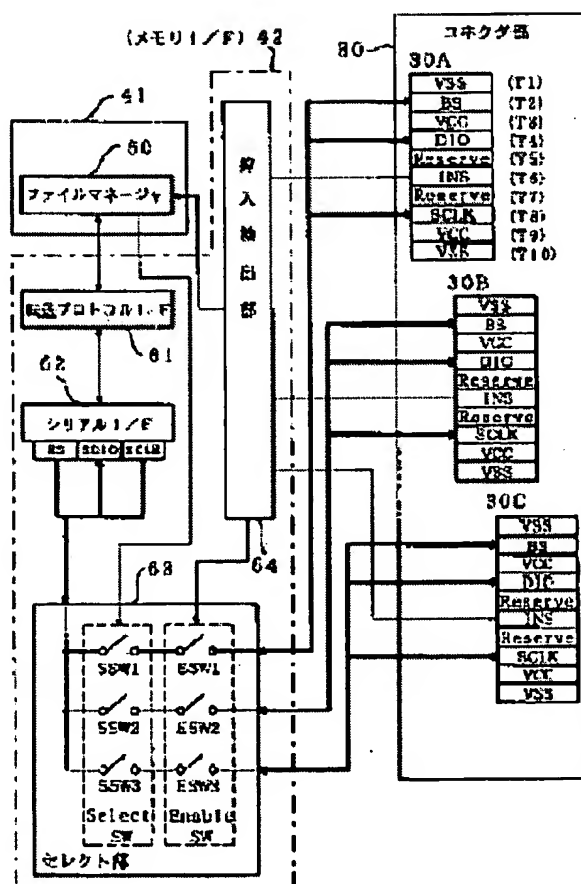 (メモリI/F) 42
41
60
ファイルマネージャ
転送プロトコルI/F
61
62
シリアルI/F
BS SDIO SCLK
挿入検出部
64
63
SSW1 ESW1
SSW2 ESW2
SSW3 ESW3
Select SW
Enable SW
セレクト部
コネクタ部
30A
VSS (T1)
BS (T2)
VCC (T3)
DIO (T4)
Reserve (T5)
INS (T6)
Reserve (T7)
SCLK (T8)
VCC (T9)
VSS (T10)
30B
VSS
BS
VCC
DIO
Reserve
INS
Reserve
SCLK
VCC
VSS
30C
VSS
BS
VCC
DIO
Reserve
INS
Reserve
SCLK
VCC
VSS